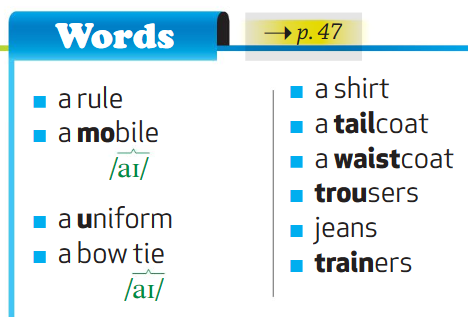 Words
→ p. 47
a rule
a mobile
/aɪ/
a uniform
a bow tie
/aɪ/
a shirt
a tailcoat
a waistcoat
trousers
jeans
trainers